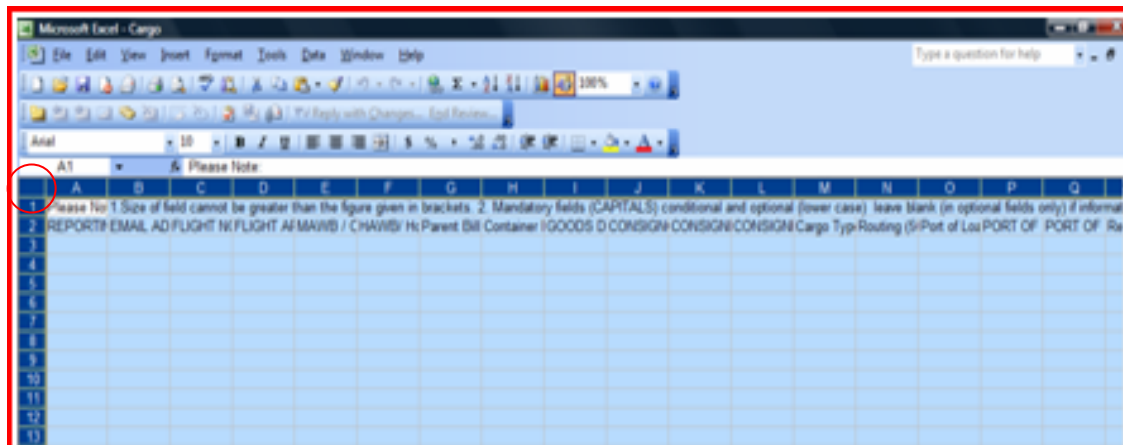 Microsoft Excel - Cargo
File Edit View Insert Format Tools Data Window Help
Type a question for help
100%
Reply with Changes... End Review...
Arial 10 B I U $ % ,
A1 fx Please Note:
A B C D E F G H I J K L M N O P Q
1 Please No 1.Size of field cannot be greater than the figure given in brackets. 2. Mandatory fields (CAPITALS) conditional and optional (lower case) leave blank (in optional fields only) if informat
2 REPORTI EMAIL AD FLIGHT N FLIGHT A MAWB / HAWB/ Ho Parent Bill Container GOODS D CONSIGN CONSIGN CONSIGN Cargo Typ Routing (S Port of Loa PORT OF PORT OF Re
3
4
5
6
7
8
9
10
11
12
13